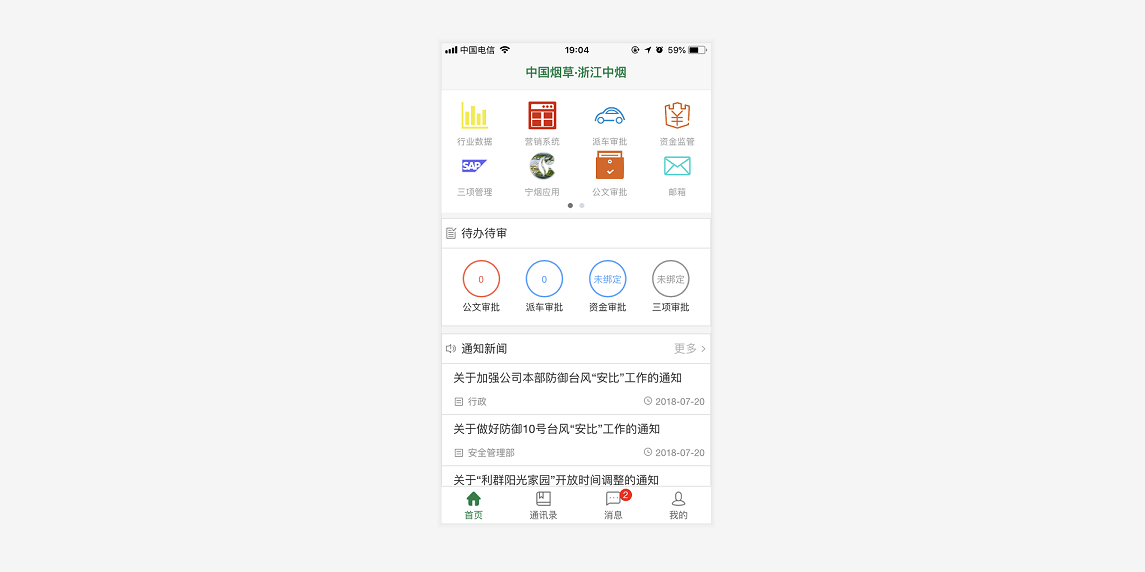 中国电信 19:04 59%
中国烟草·浙江中烟
行业数据 营销系统 派车审批 资金监管
SAP
三项管理 宁烟应用 公文审批 邮箱
待办待审
0 0 未绑定 未绑定
公文审批 派车审批 资金审批 三项审批
通知新闻 更多
关于加强公司本部防御台风“安比”工作的通知
行政 2018-07-20
关于做好防御10号台风“安比”工作的通知
安全管理部 2018-07-20
关于“利群阳光家园”开放时间调整的通知
2
首页 通讯录 消息 我的